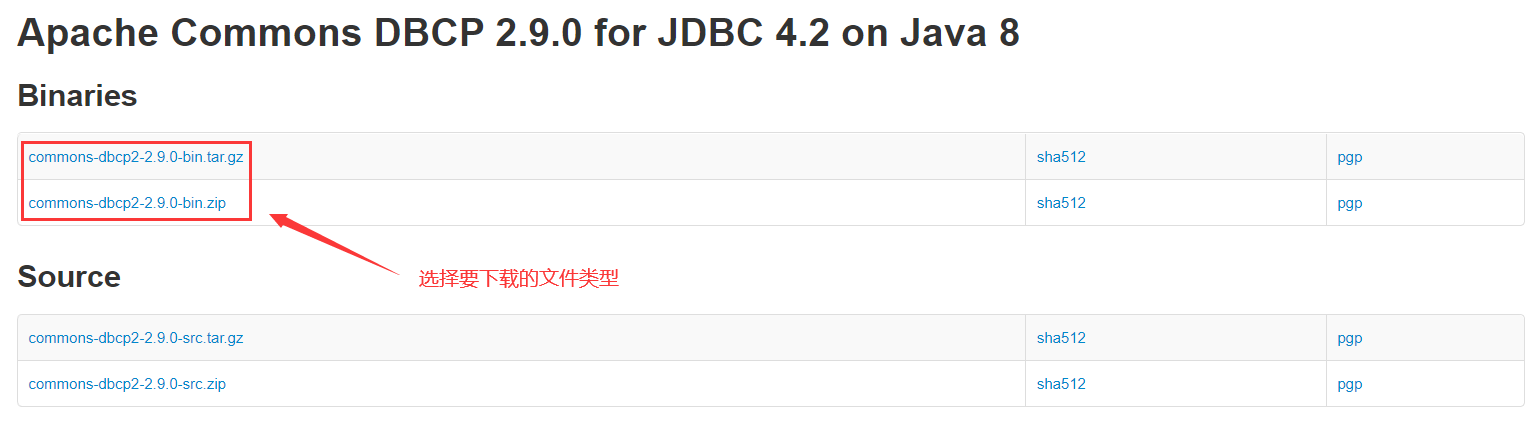 Apache Commons DBCP 2.9.0 for JDBC 4.2 on Java 8
Binaries
commons-dbcp2-2.9.0-bin.tar.gz sha512 pgp
commons-dbcp2-2.9.0-bin.zip sha512 pgp
选择要下载的文件类型
Source
commons-dbcp2-2.9.0-src.tar.gz sha512 pgp
commons-dbcp2-2.9.0-src.zip sha512 pgp